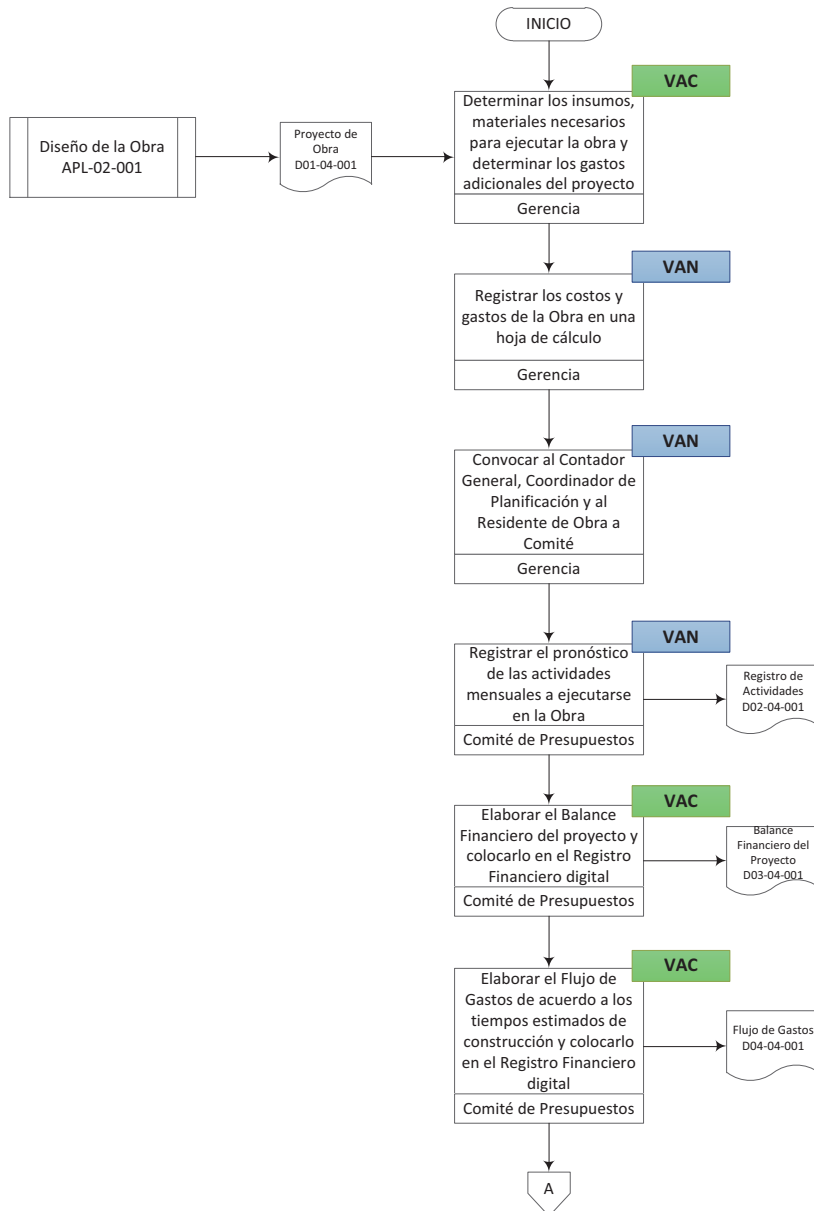 INICIO
VAC
Determinar los insumos,
materiales necesarios
para ejecutar la obra y
determinar los gastos
adicionales del proyecto
Gerencia
Diseño de la Obra
APL-02-001
Proyecto de
Obra
D01-04-001
VAN
Registrar los costos y
gastos de la Obra en una
hoja de cálculo
Gerencia
VAN
Convocar al Contador
General, Coordinador de
Planificación y al
Residente de Obra a
Comité
Gerencia
VAN
Registrar el pronóstico
de las actividades
mensuales a ejecutarse
en la Obra
Comité de Presupuestos
Registro de
Actividades
D02-04-001
VAC
Elaborar el Balance
Financiero del proyecto y
colocarlo en el Registro
Financiero digital
Comité de Presupuestos
Balance
Financiero del
Proyecto
D03-04-001
VAC
Elaborar el Flujo de
Gastos de acuerdo a los
tiempos estimados de
construcción y colocarlo
en el Registro Financiero
digital
Comité de Presupuestos
Flujo de Gastos
D04-04-001
A